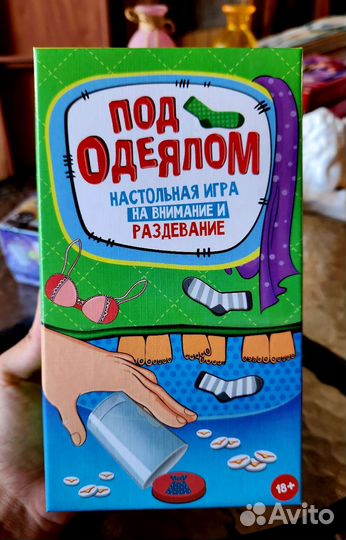 ПОД
ОДЕЯЛОМ
НАСТОЛЬНАЯ ИГРА
НА ВНИМАНИЕ И
РАЗДЕВАНИЕ
18+
Avito